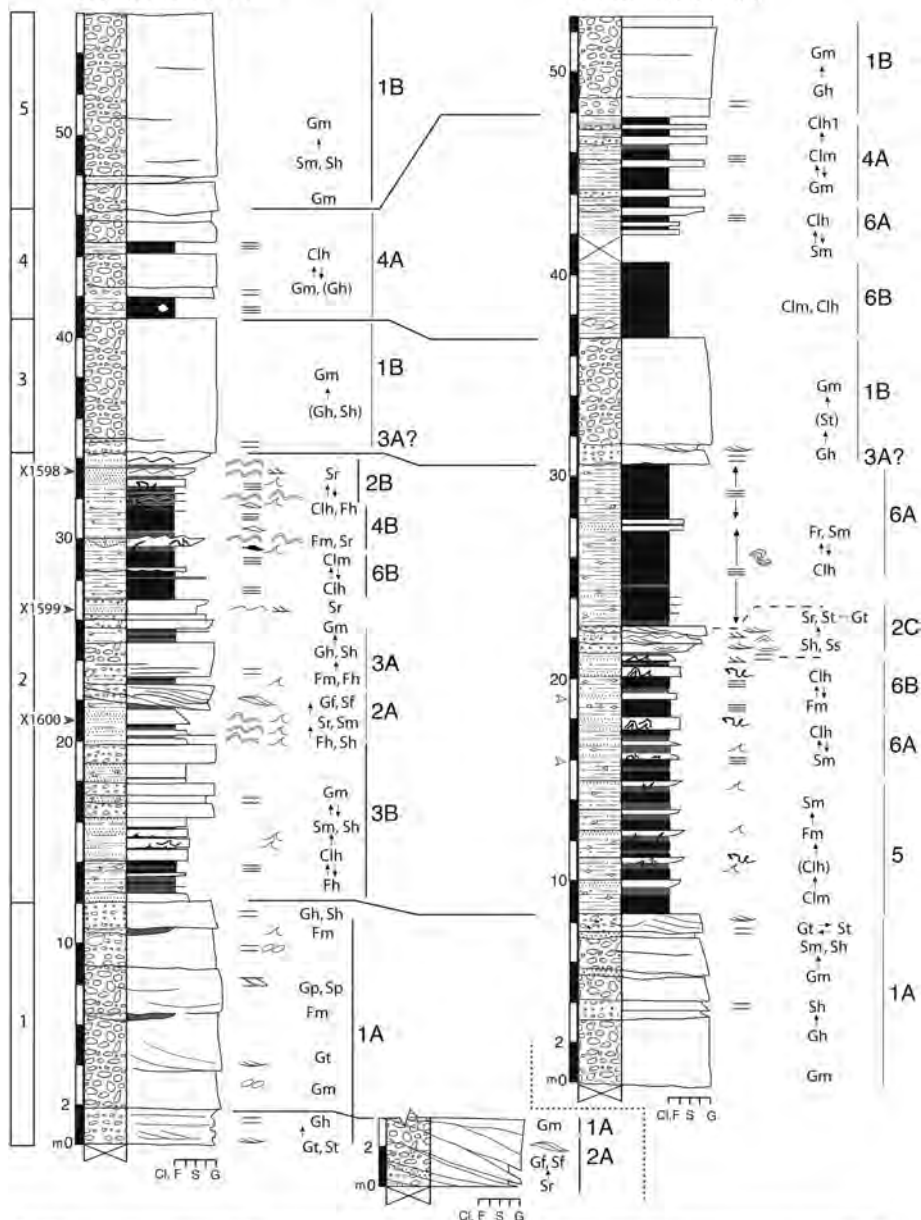 5
4
3
2
1
X1598
X1599
X1600
50
40
30
20
10
2
m0
Cl, F S G
1B
Gm
Sm, Sh
Gm
Clh
4A
Gm, (Gh)
1B
Gm
(Gh, Sh)
3A?
Sr
2B
Clh, Fh
4B
Fm, Sr
Clm
6B
Clh
Sr
Gm
Gh, Sh
3A
Fm, Fh
Gf, Sf
2A
Sr, Sm
Fh, Sh
Gm
3B
Sm, Sh
Clh
Fh
Gh, Sh
Fm
Gp, Sp
Fm
1A
Gt
Gm
Gh
Gt, St
2
m0
Cl, F S G
Gm 1A
Gf, Sf 2A
Sr
50
40
30
20
10
2
m0
Cl, F S G
Gm 1B
Gh
Clh1
Clm 4A
Gm
Clh 6A
Sm
Clm, Clh 6B
Gm 1B
(St)
Gh 3A?
6A
Fr, Sm
Clh
Sr, St – Gt 2C
Sh, Ss
Clh 6B
Fm
Clh 6A
Sm
Sm
Fm 5
(Clh)
Clm
Gt St
Sm, Sh
Gm 1A
Sh
Gh
Gm